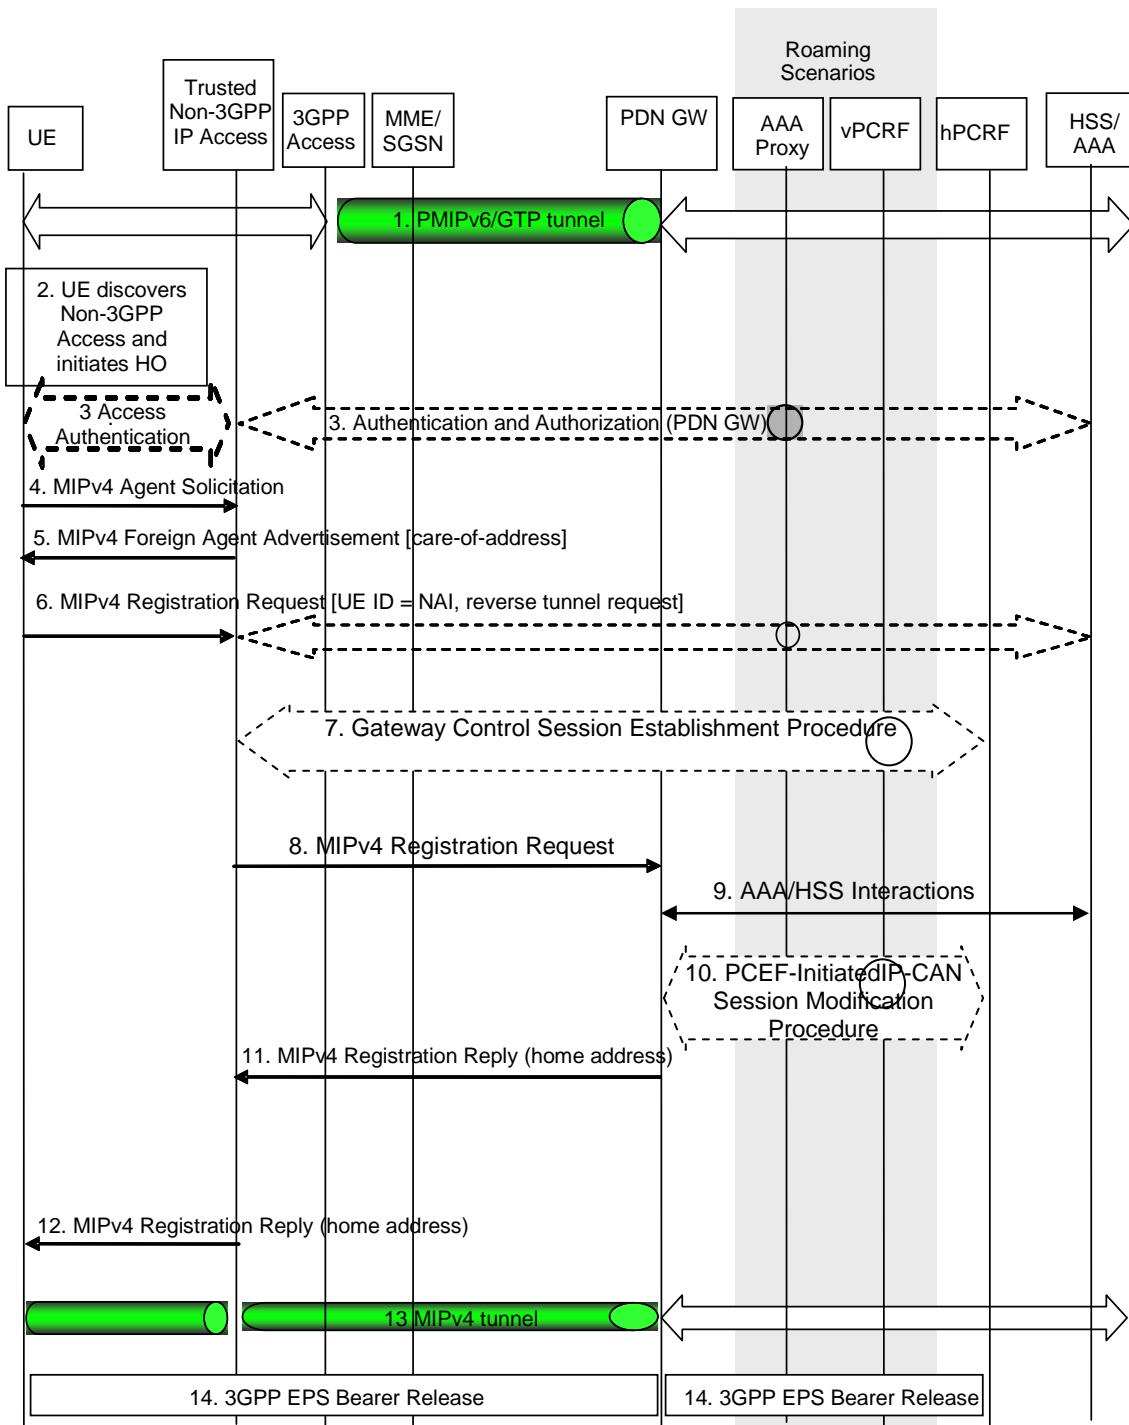 Roaming
Scenarios
UE
Trusted
Non-3GPP
IP Access
3GPP
Access
MME/
SGSN
PDN GW
AAA
Proxy
vPCRF
hPCRF
HSS/
AAA
1. PMIPv6/GTP tunnel
2. UE discovers
Non-3GPP
Access and
initiates HO
3 Access
.
Authentication
3. Authentication and Authorization (PDN GW)
4. MIPv4 Agent Solicitation
5. MIPv4 Foreign Agent Advertisement [care-of-address]
6. MIPv4 Registration Request [UE ID = NAI, reverse tunnel request]
7. Gateway Control Session Establishment Procedure
8. MIPv4 Registration Request
9. AAA/HSS Interactions
10. PCEF-InitiatedIP-CAN
Session Modification
Procedure
11. MIPv4 Registration Reply (home address)
12. MIPv4 Registration Reply (home address)
13 MIPv4 tunnel
14. 3GPP EPS Bearer Release
14. 3GPP EPS Bearer Release